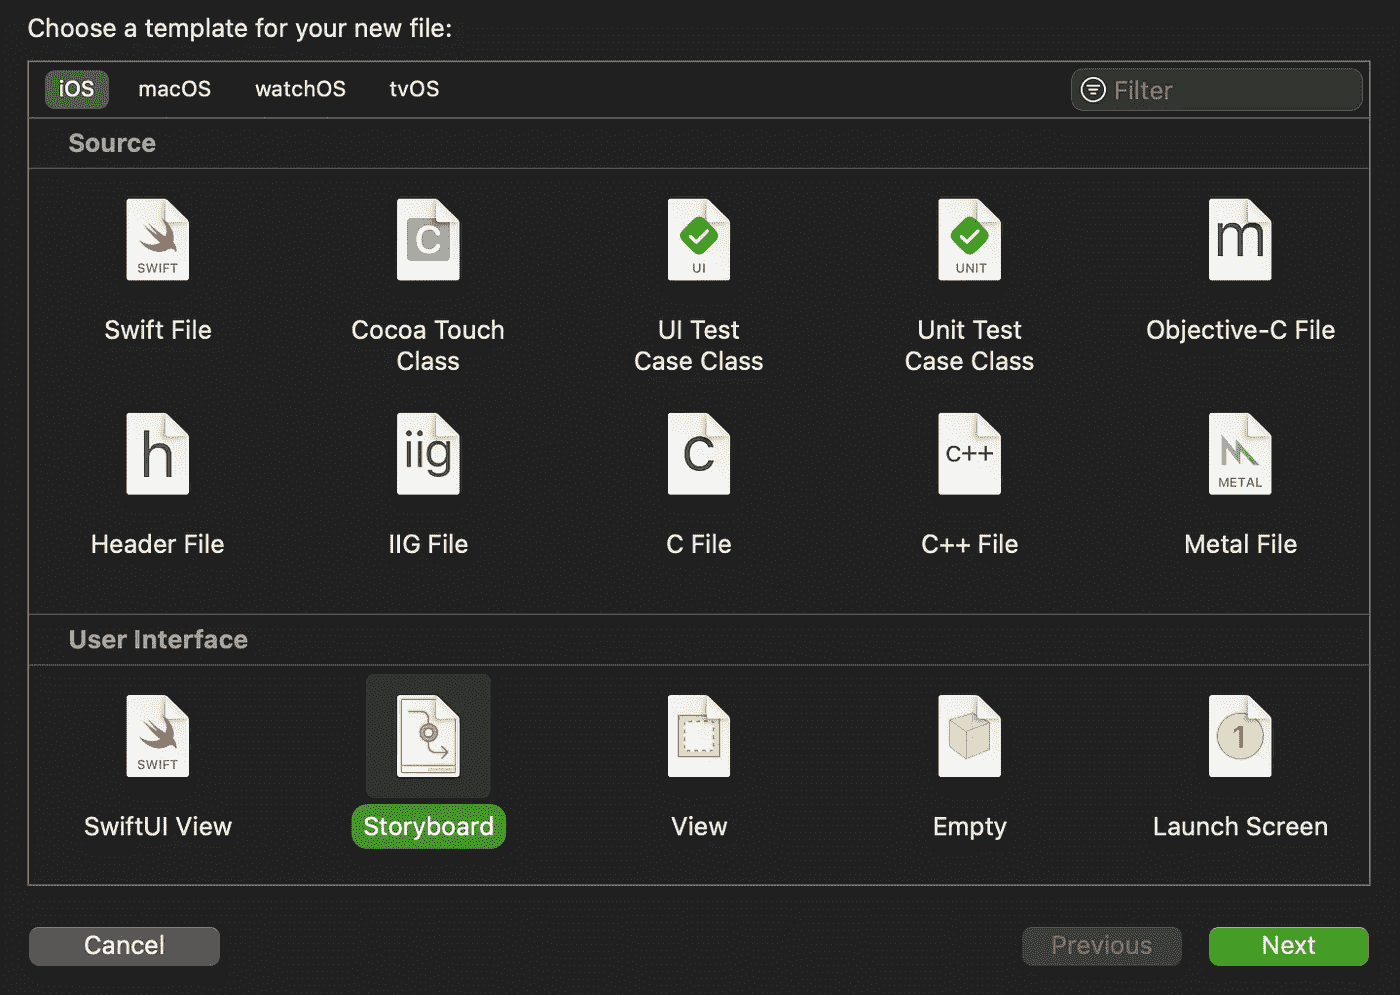 Choose a template for your new file:
iOS macOS watchOS tvOS Filter
Source
SWIFT C UI UNIT m
Swift File Cocoa Touch UI Test Unit Test Objective-C File
Class Case Class Case Class
h iig C C++ METAL
Header File IIG File C File C++ File Metal File
User Interface
SWIFT 1
SwiftUI View Storyboard View Empty Launch Screen
Cancel Previous Next